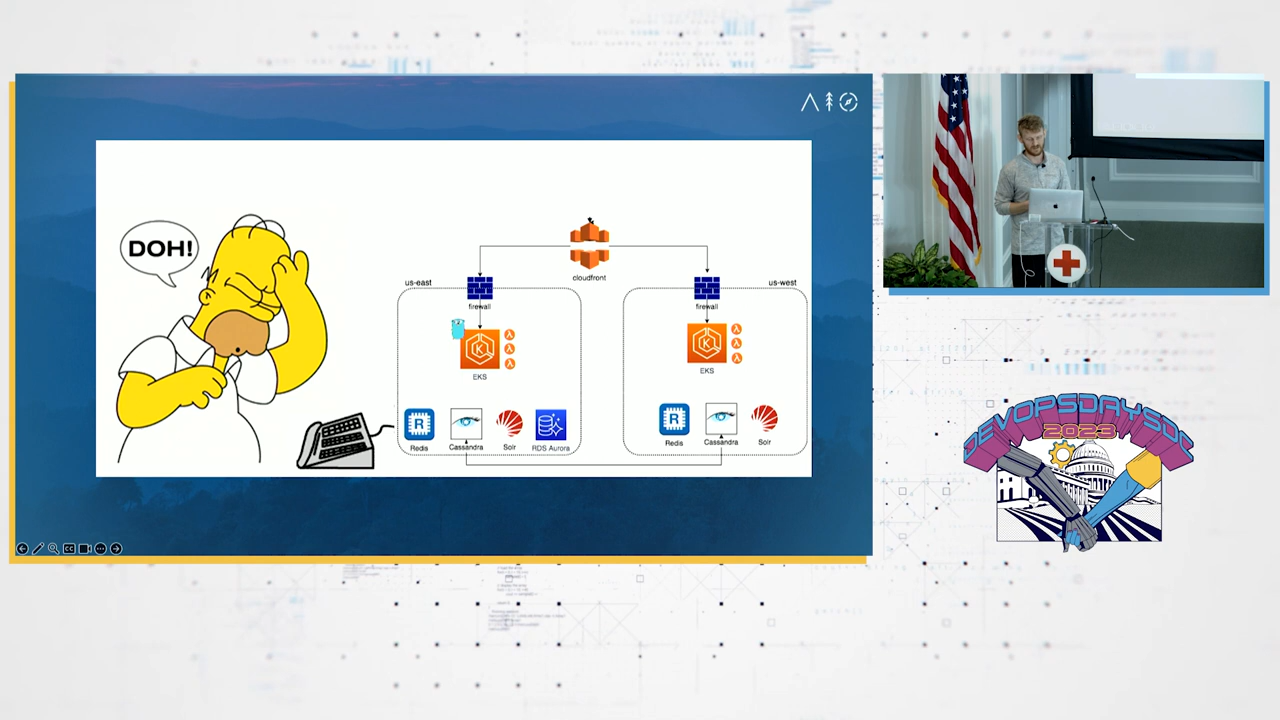 DOH!
cloudfront
us-east
us-west
firewall
firewall
EKS
EKS
Redis
Cassandra
Solr
RDS Aurora
Redis
Cassandra
Solr
DEVOPSDAYSDC
2023